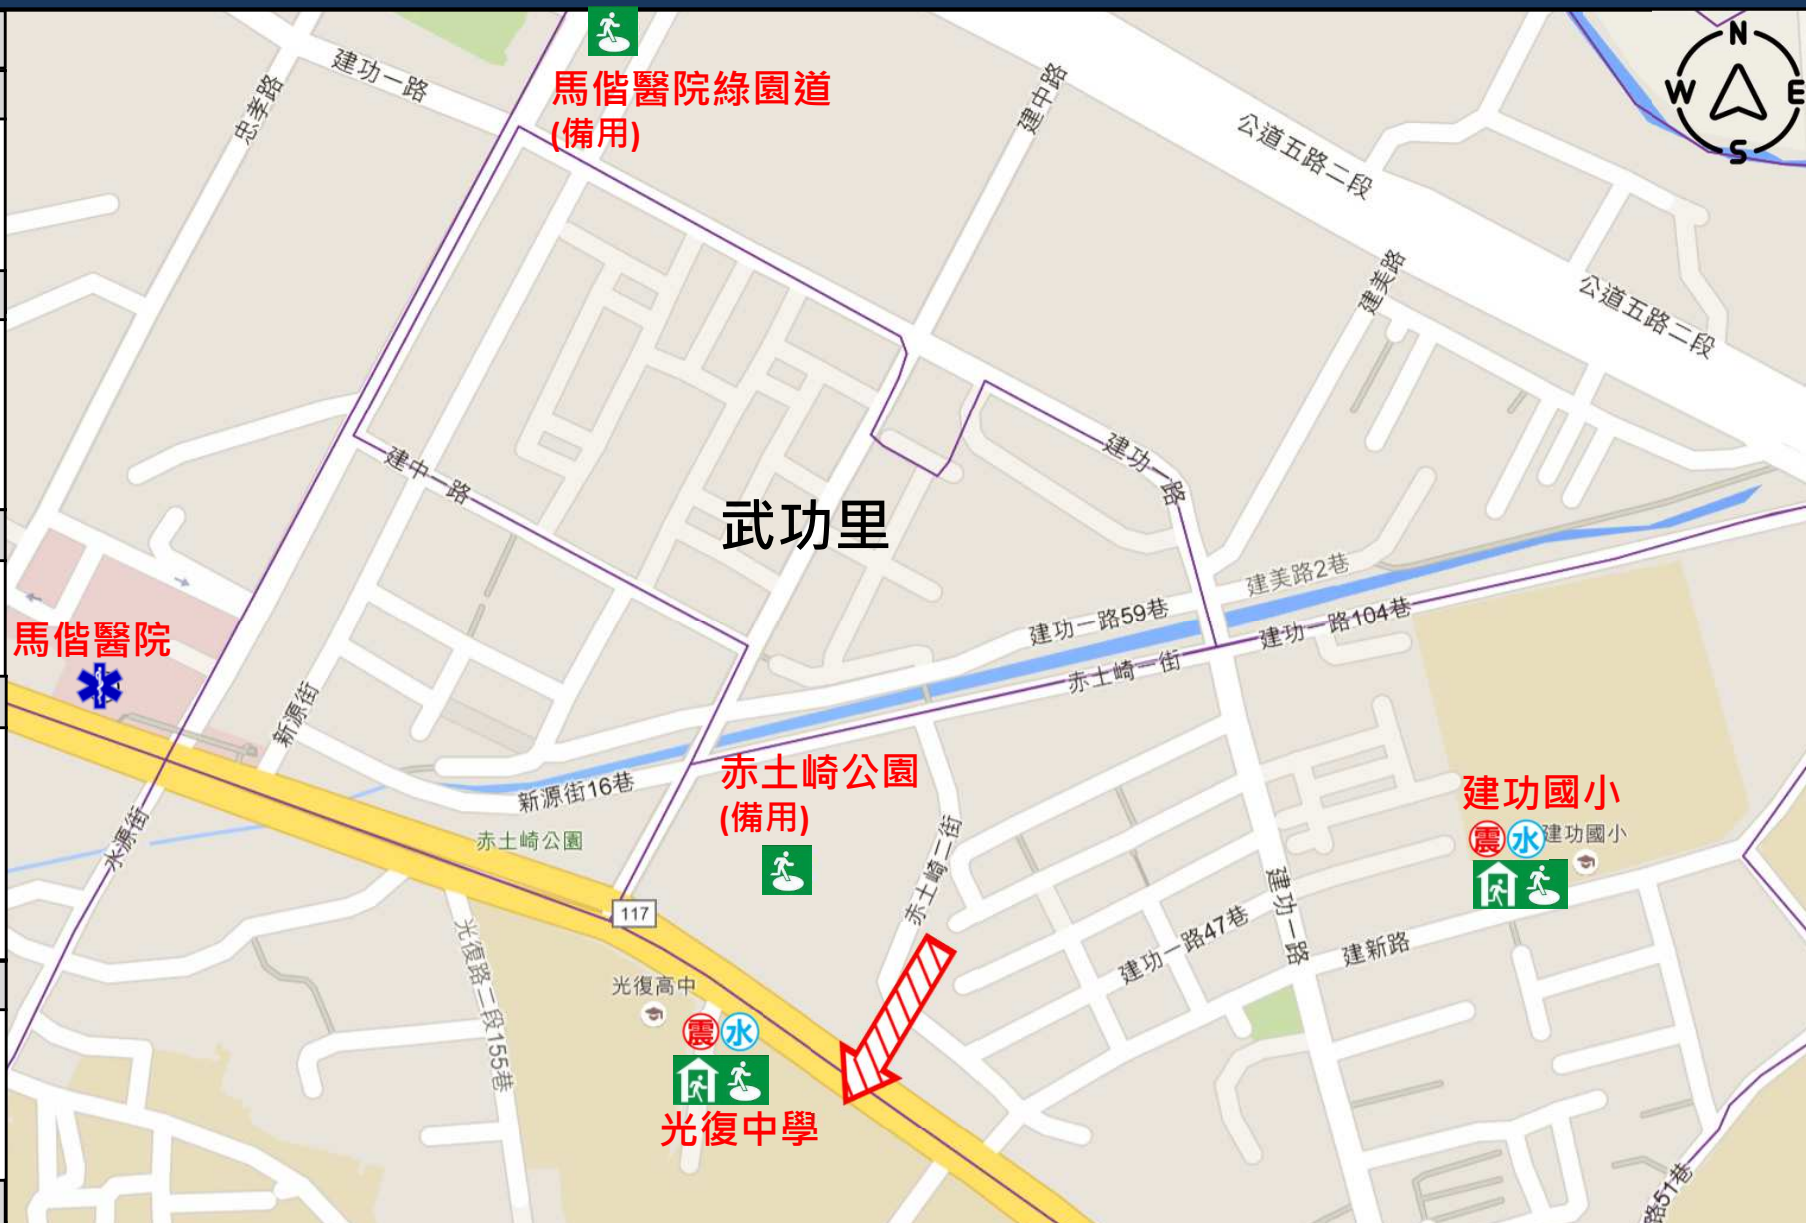 N
W
E
S
馬偕醫院綠園道
(備用)
建功一路
忠孝路
建中路
公道五路二段
建美路
公道五路二段
建功一路
建中一路
武功里
建美路2巷
建功一路59巷
建功一路104巷
赤土崎一街
馬偕醫院
新源街
新源街16巷
赤土崎公園
(備用)
赤土崎公園
建功國小
震
水
建功國小
水源街
赤土崎二街
117
建功一路
建功一路47巷
建新路
光復路二段155巷
光復高中
震
水
光復中學
路51巷